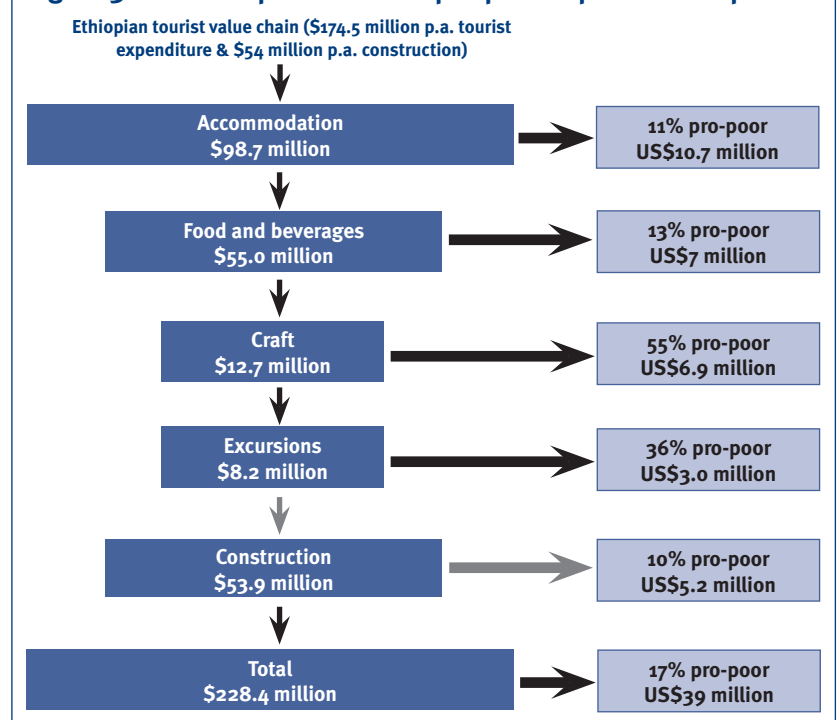 Ethiopian tourist value chain ($174.5 million p.a. tourist
expenditure & $54 million p.a. construction)
Accommodation
$98.7 million
11% pro-poor
US$10.7 million
Food and beverages
$55.0 million
13% pro-poor
US$7 million
Craft
$12.7 million
55% pro-poor
US$6.9 million
Excursions
$8.2 million
36% pro-poor
US$3.0 million
Construction
$53.9 million
10% pro-poor
US$5.2 million
Total
$228.4 million
17% pro-poor
US$39 million